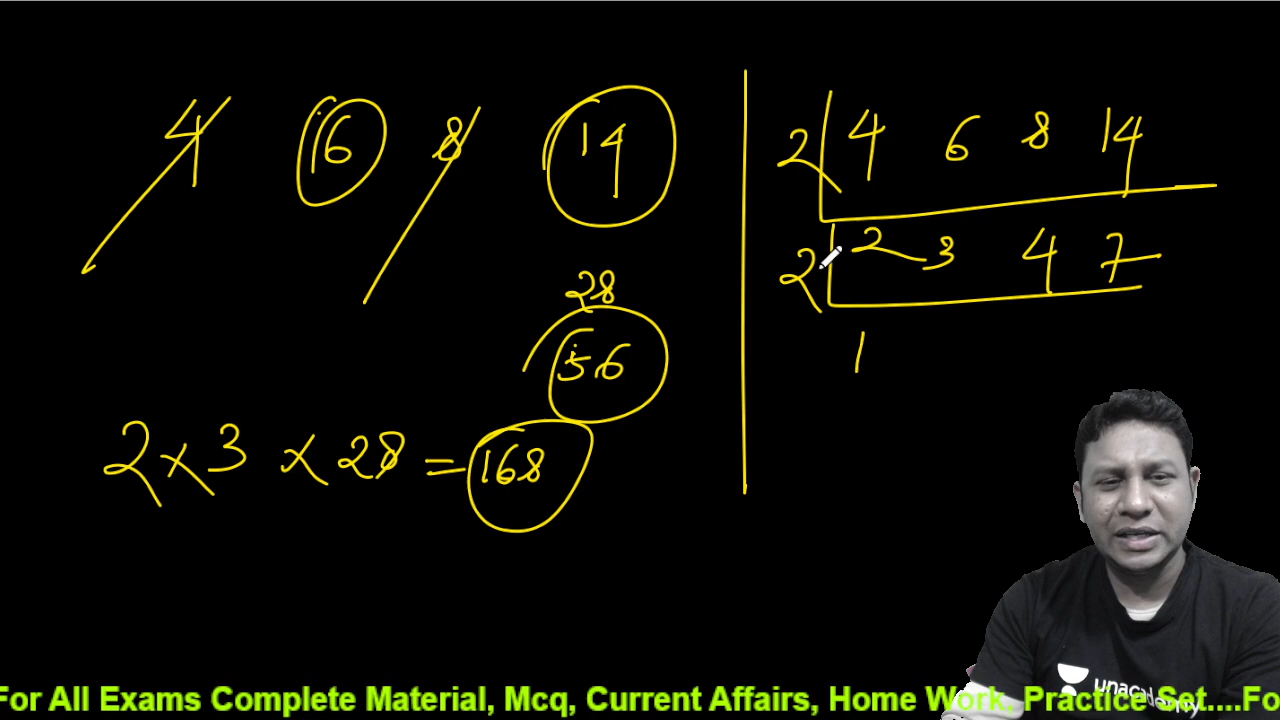 4 16 8 14
28
56
2 × 3 × 28 = 168
2 4 6 8 14
2 2 3 4 7
1
unacademy
For All Exams Complete Material, Mcq, Current Affairs, Home Work, Practice Set....Fo